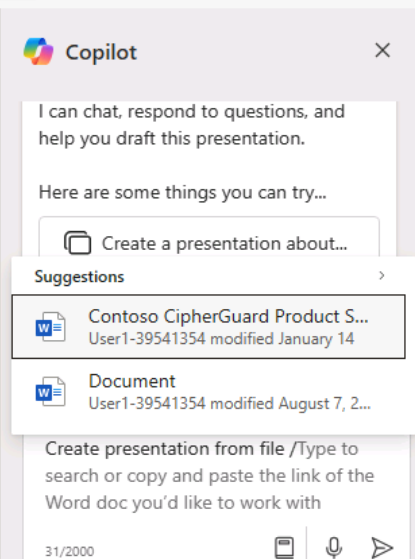 Copilot
I can chat, respond to questions, and
help you draft this presentation.
Here are some things you can try...
Create a presentation about...
Suggestions
Contoso CipherGuard Product S...
User1-39541354 modified January 14
Document
User1-39541354 modified August 7, 2...
Create presentation from file /Type to
search or copy and paste the link of the
Word doc you'd like to work with
31/2000